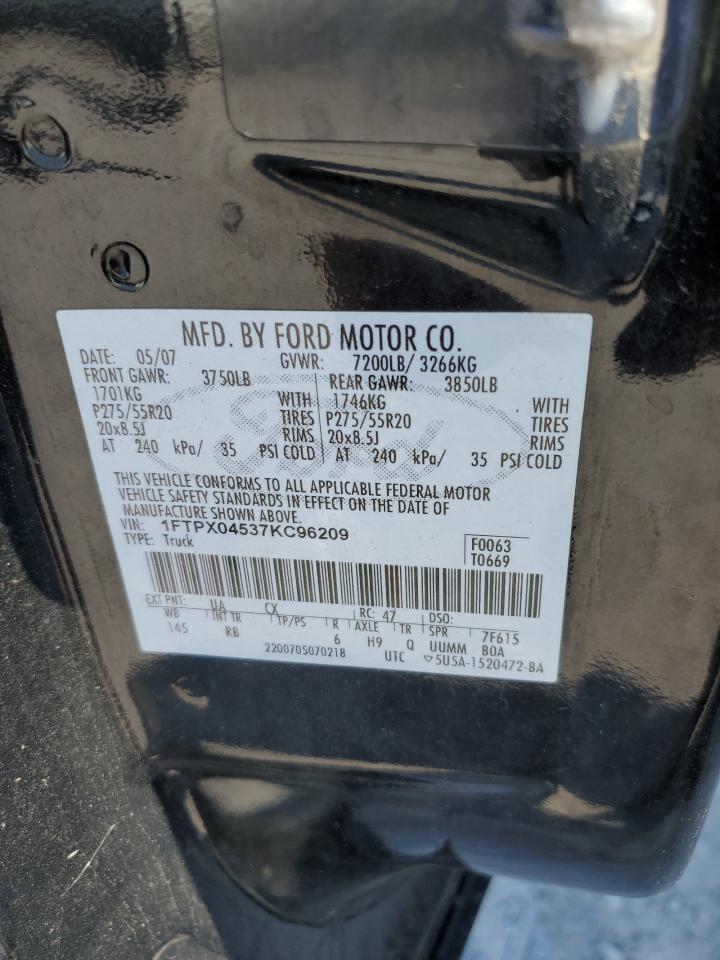 MFD. BY FORD MOTOR CO.
DATE: 05/07 GVWR: 7200LB/ 3266KG
FRONT GAWR: 3750LB REAR GAWR: 3850LB
1701KG WITH 1746KG WITH
P275/55R20 TIRES P275/55R20 TIRES
20x8.5J RIMS 20x8.5J RIMS
AT 240 kPa/ 35 PSI COLD AT 240 kPa/ 35 PSI COLD
Ford
THIS VEHICLE CONFORMS TO ALL APPLICABLE FEDERAL MOTOR
VEHICLE SAFETY STANDARDS IN EFFECT ON THE DATE OF
MANUFACTURE SHOWN ABOVE.
VIN: 1FTPX04537KC96209
TYPE: Truck
F0063
T0669
EXT PNT: UA CX RC: 47 DSO:
WB INT TR TP/PS R AXLE TR SPR 7F615
145 RB 6 H9 Q UUMM BOA
2200705070218 UTC ▽5U5A-1520472-BA